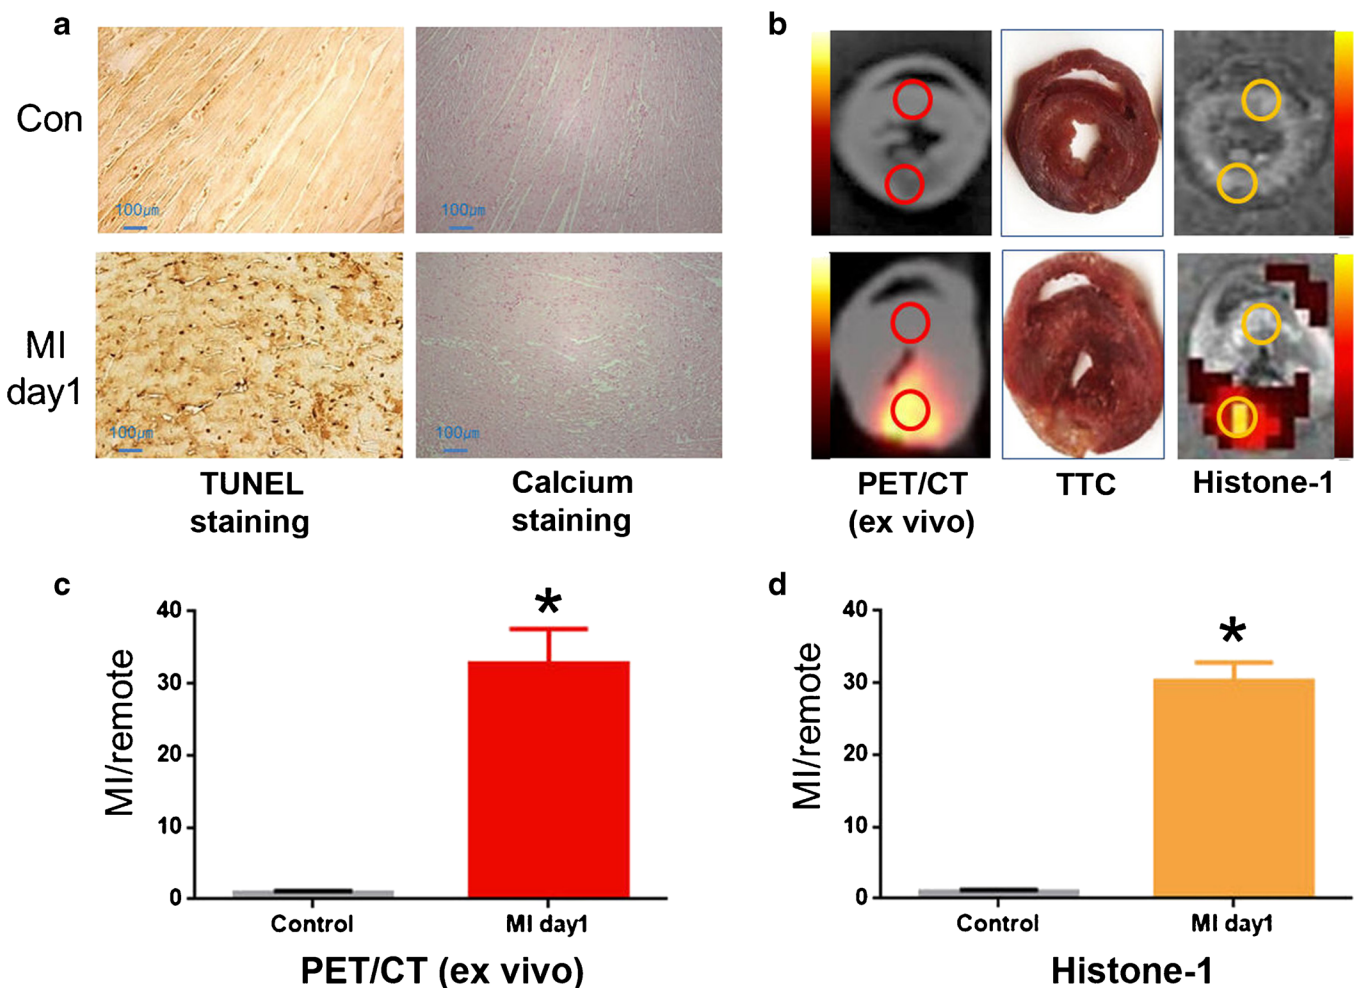 a
b
Con
100μm
100μm
MI
day1
100μm
100μm
TUNEL
staining
Calcium
staining
PET/CT
(ex vivo)
TTC
Histone-1
c
d
40
30
20
10
0
MI/remote
*
Control
MI day1
PET/CT (ex vivo)
40
30
20
10
0
MI/remote
*
Control
MI day1
Histone-1